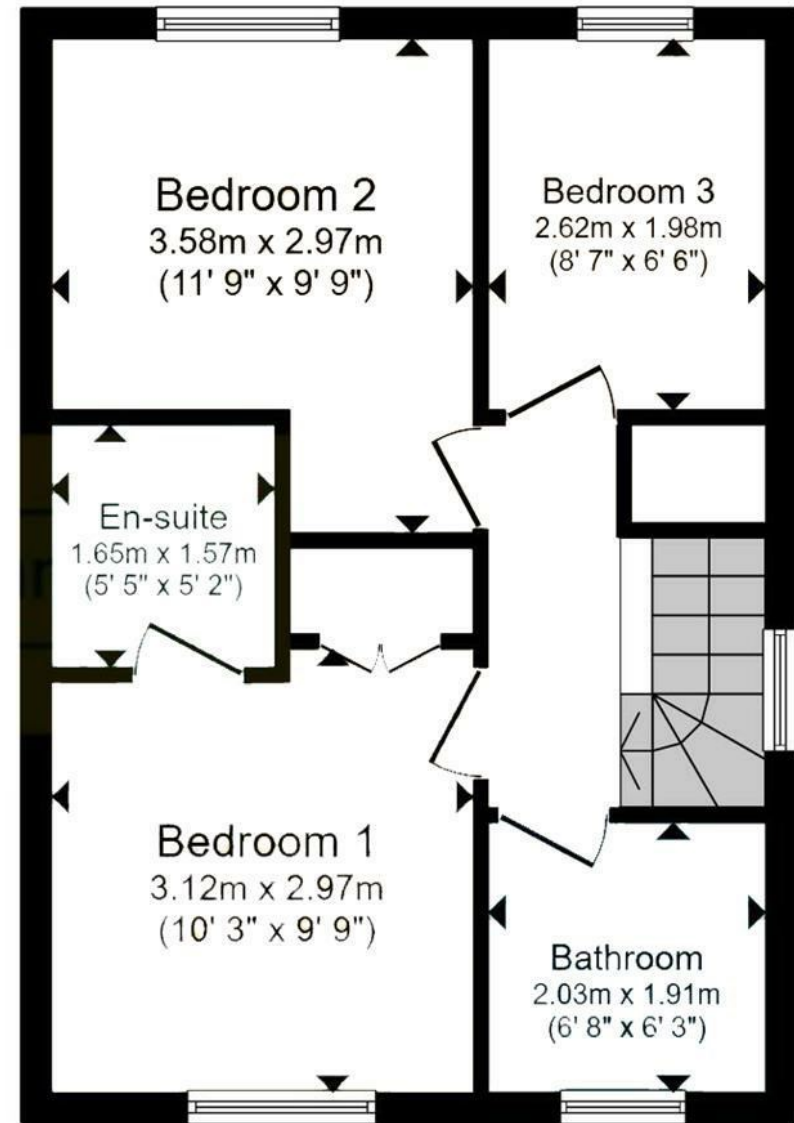 Bedroom 2
3.58m x 2.97m
(11' 9" x 9' 9")
Bedroom 3
2.62m x 1.98m
(8' 7" x 6' 6")
En-suite
1.65m x 1.57m
(5' 5" x 5' 2")
Bedroom 1
3.12m x 2.97m
(10' 3" x 9' 9")
Bathroom
2.03m x 1.91m
(6' 8" x 6' 3")